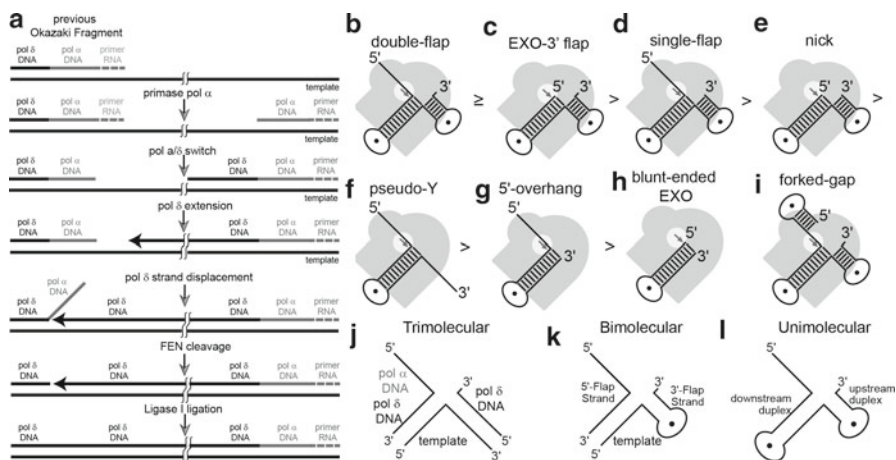 a
previous
Okazaki Fragment
pol δ pol α primer
DNA DNA RNA
template
primase pol α
pol δ pol α primer pol α primer
DNA DNA RNA DNA RNA
template
pol a/δ switch
pol δ pol α pol δ pol α primer
DNA DNA DNA DNA RNA
template
pol δ extension
pol δ pol α pol δ pol α primer
DNA DNA DNA DNA RNA
template
pol δ strand displacement
pol α
DNA
pol δ pol δ pol δ pol α primer
DNA DNA DNA DNA RNA
FEN cleavage
pol δ pol δ pol δ pol α primer
DNA DNA DNA DNA RNA
Ligase I ligation
pol δ pol δ pol δ pol α primer
DNA DNA DNA DNA RNA
b
double-flap
5'
3'
≥
c
EXO-3' flap
5'
3'
>
d
single-flap
5'
>
e
nick
5'
3'
>
f
pseudo-Y
5'
3'
>
g
5'-overhang
5'
3'
>
h
blunt-ended
EXO
5'
3'
i
forked-gap
5'
3'
j
Trimolecular
5'
pol α
DNA
pol δ
DNA
3'
pol δ
DNA
3'
template
5'
5'
3'
k
Bimolecular
5'
5'-Flap
Strand
3'
3'-Flap
Strand
3'
template
5'
l
Unimolecular
5'
3'
downstream
duplex
upstream
duplex